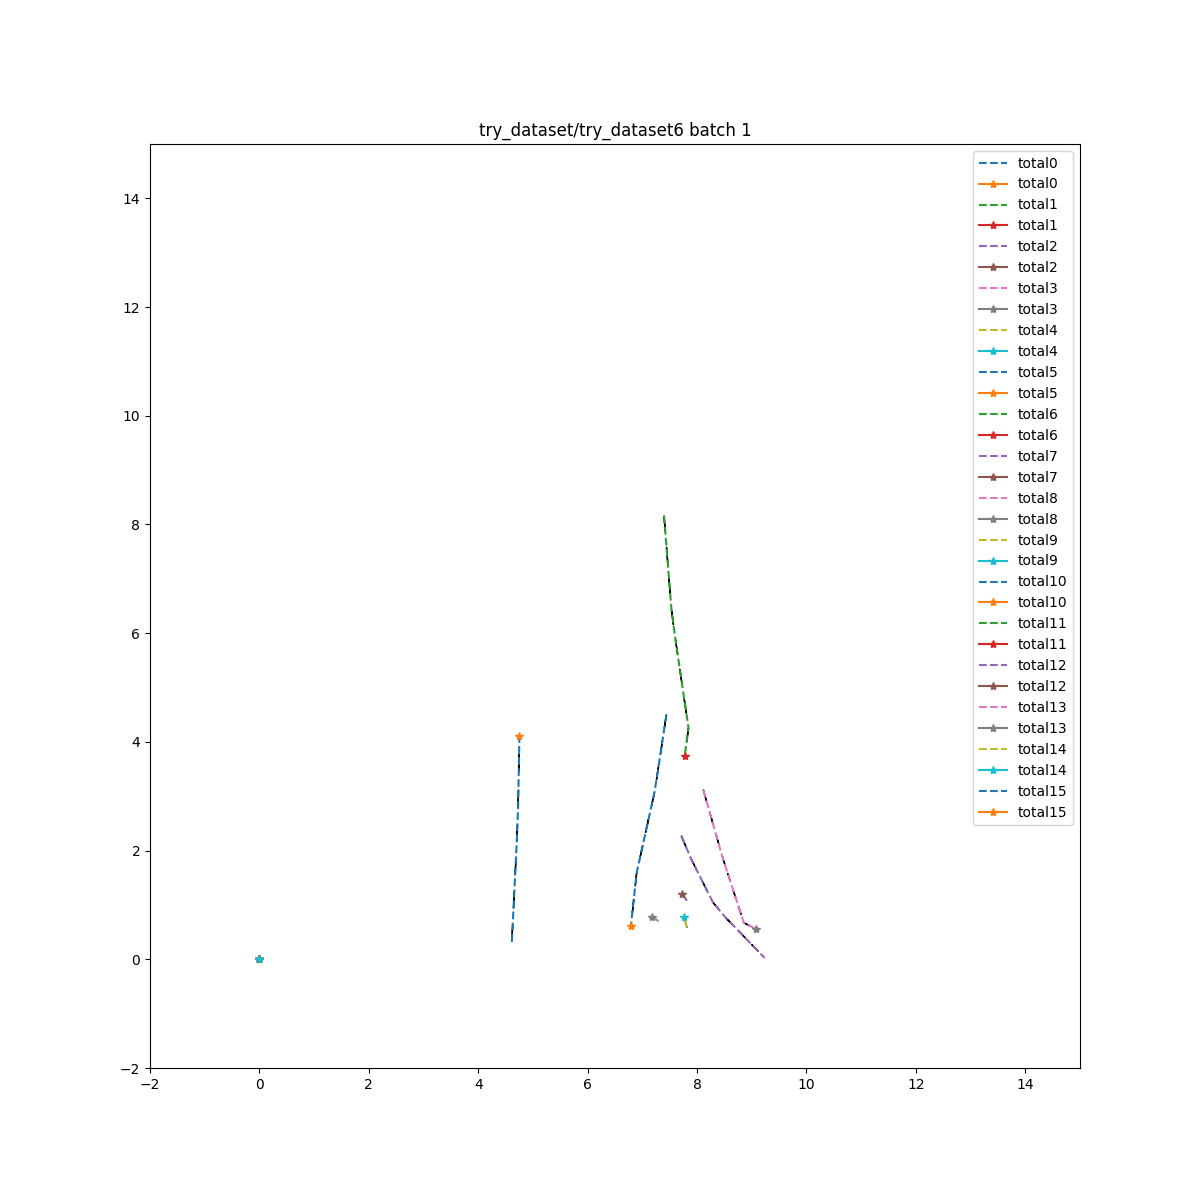 try_dataset/try_dataset6 batch 1
total0
total0
total1
total1
total2
total2
total3
total3
total4
total4
total5
total5
total6
total6
total7
total7
total8
total8
total9
total9
total10
total10
total11
total11
total12
total12
total13
total13
total14
total14
total15
total15
14
12
10
8
6
4
2
0
−2
−2 0 2 4 6 8 10 12 14